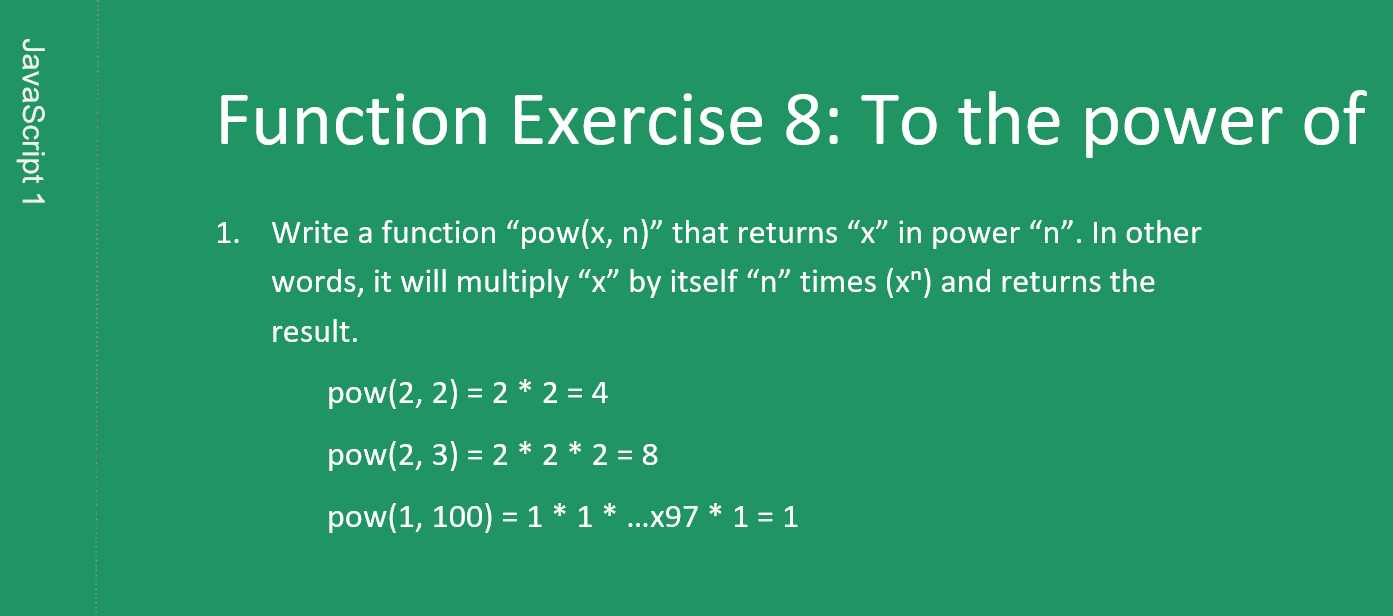 JavaScript 1
Function Exercise 8: To the power of
1. Write a function “pow(x, n)” that returns “x” in power “n”. In other
words, it will multiply “x” by itself “n” times (xⁿ) and returns the
result.
pow(2, 2) = 2 * 2 = 4
pow(2, 3) = 2 * 2 * 2 = 8
pow(1, 100) = 1 * 1 * …x97 * 1 = 1